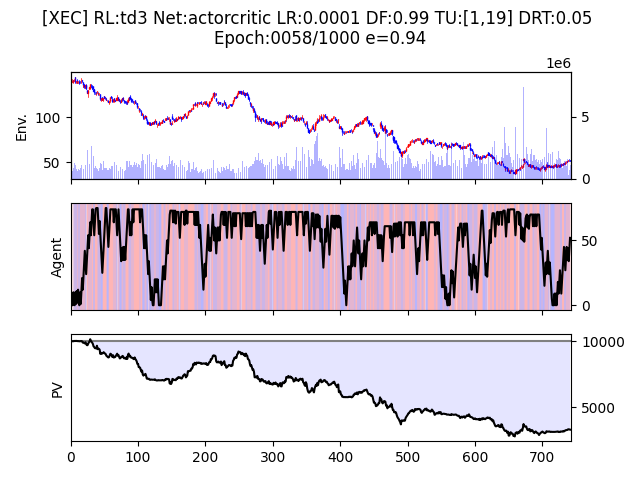 [XEC] RL:td3 Net:actorcritic LR:0.0001 DF:0.99 TU:[1,19] DRT:0.05
Epoch:0058/1000 e=0.94
1e6
Env.
100
50
5
0
Agent
50
0
PV
10000
5000
0 100 200 300 400 500 600 700